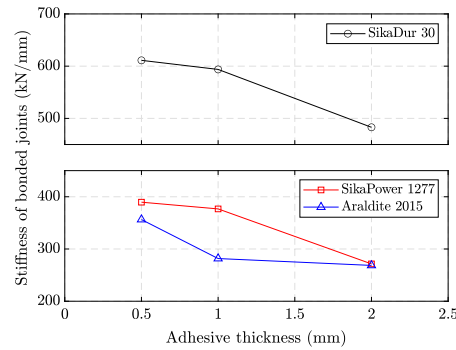 700
600
500
SikaDur 30
Stiffness of bonded joints (kN/mm)
400
300
200
SikaPower 1277
Araldite 2015
0 0.5 1 1.5 2 2.5
Adhesive thickness (mm)